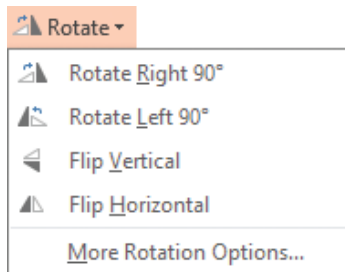 Rotate
Rotate Right 90°
Rotate Left 90°
Flip Vertical
Flip Horizontal
More Rotation Options...